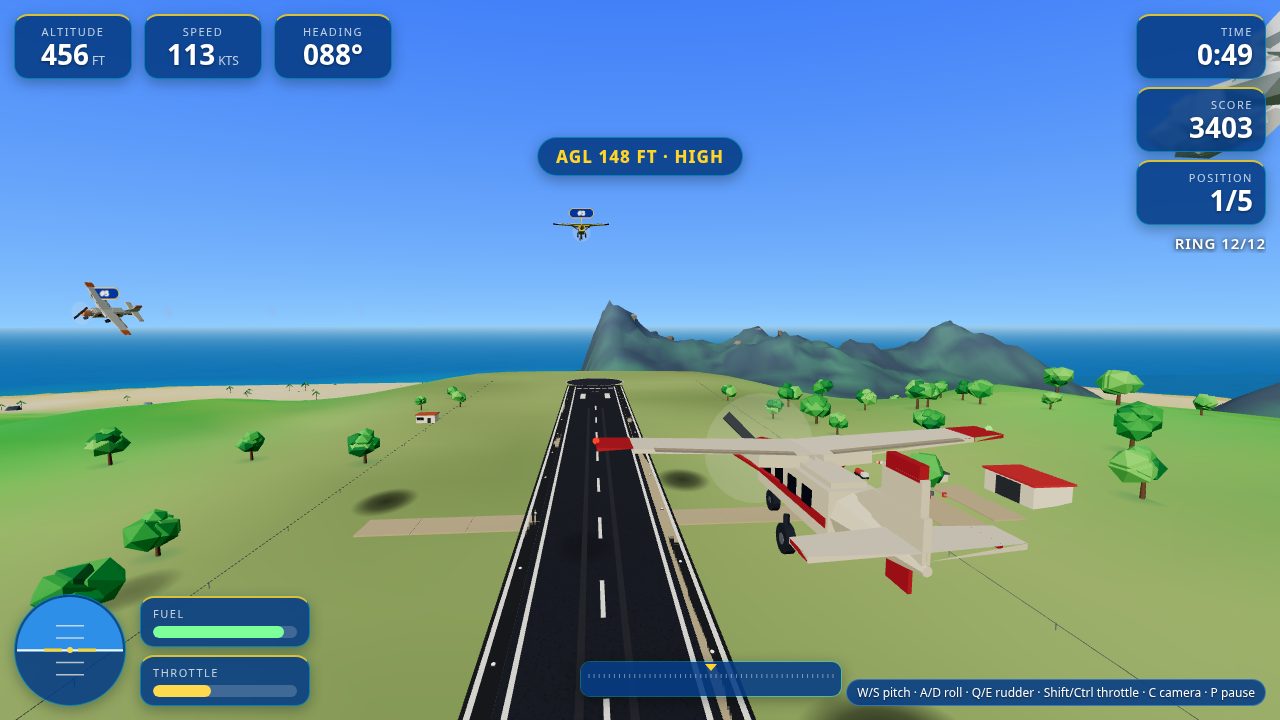 ALTITUDE
456 FT
SPEED
113 KTS
HEADING
088°
TIME
0:49
SCORE
3403
POSITION
1/5
RING 12/12
AGL 148 FT · HIGH
#3
FUEL
THROTTLE
W/S pitch · A/D roll · Q/E rudder · Shift/Ctrl throttle · C camera · P pause